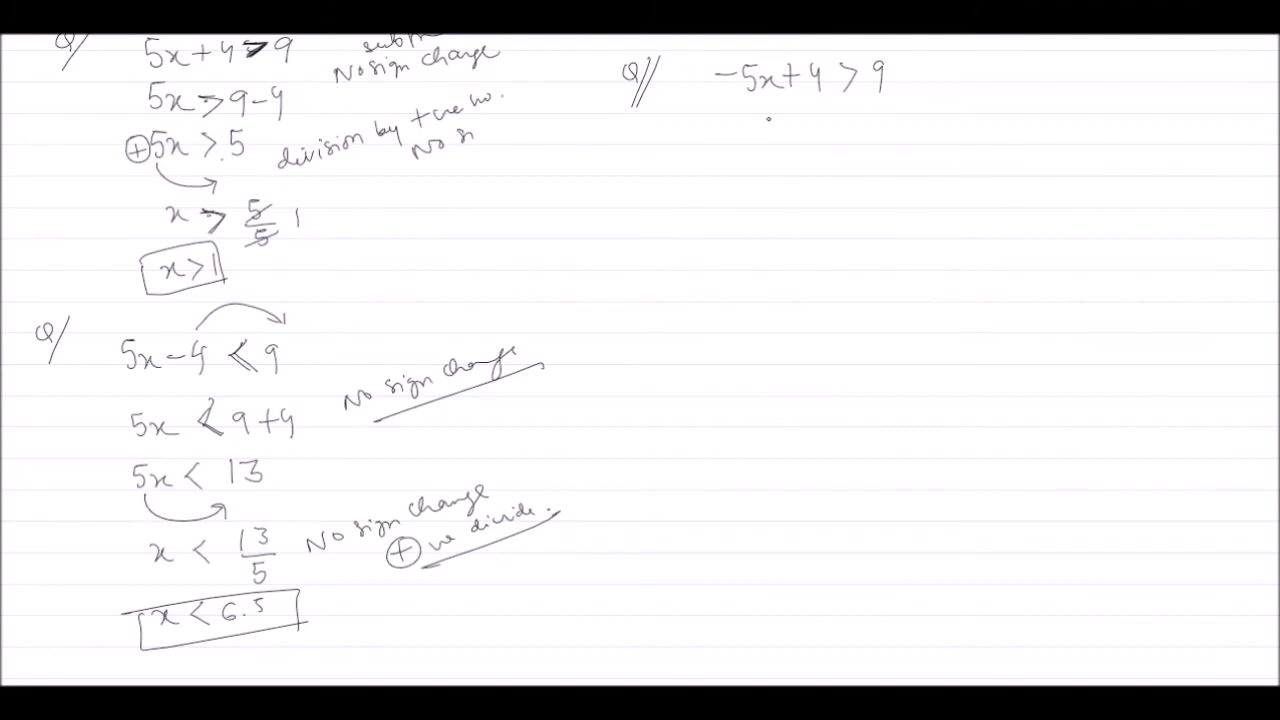 Q/ 5x + 4 > 9
No sign change
5x > 9 - 4
+5x > 5 division by +ve no.
No s
x > 5/5 1
x > 1
Q/
5x - 4 < 9
No sign change
5x < 9 + 4
5x < 13
x < 13/5 No sign change
+ve divide.
x < 6.5
Q// -5x + 4 > 9